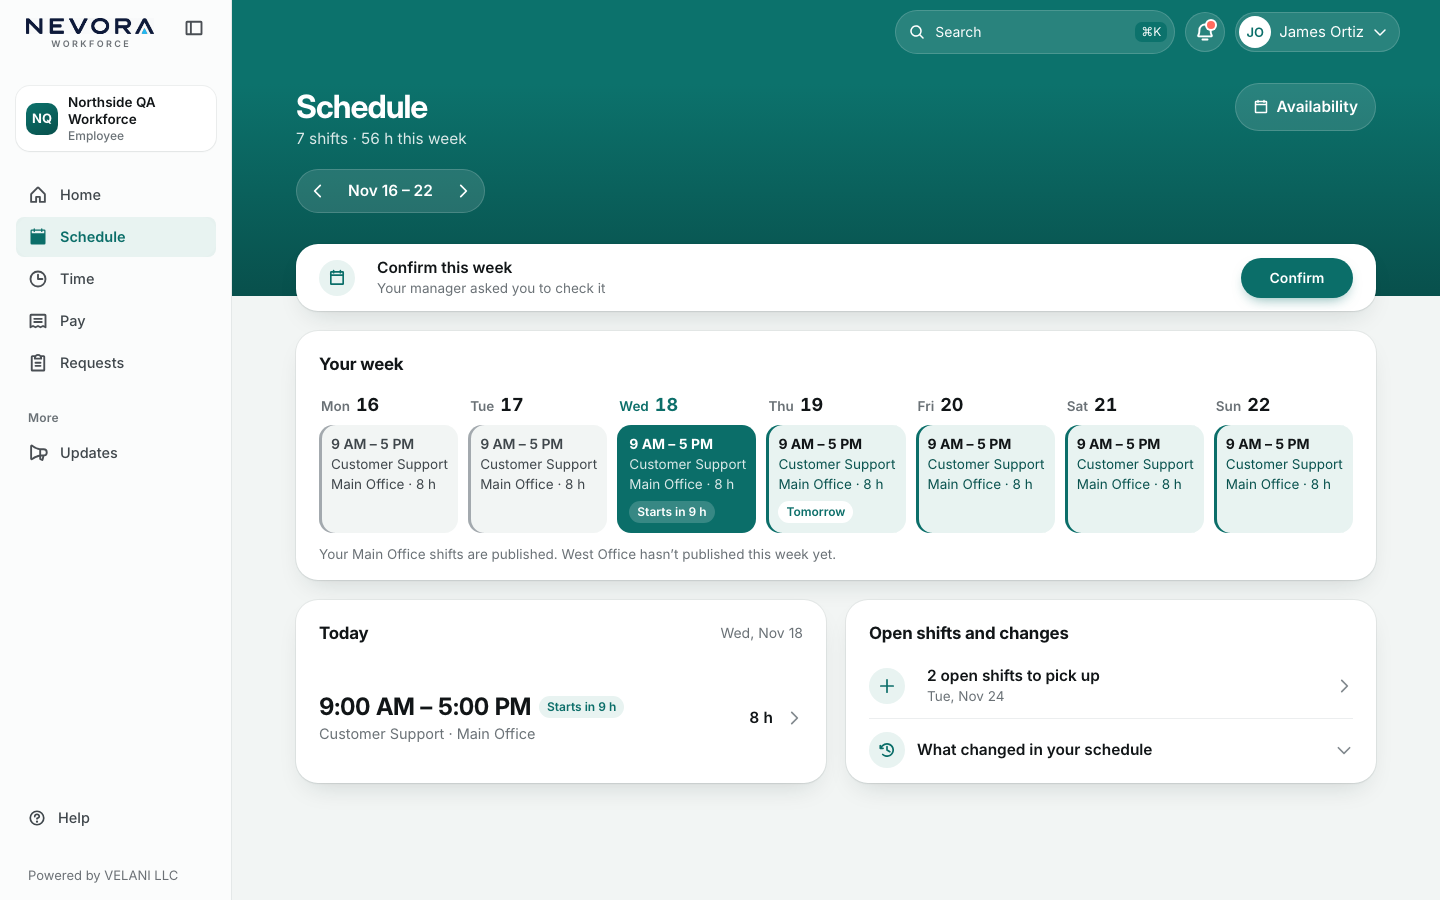 NEVORA
WORKFORCE
Search
⌘K
JO
James Ortiz
NQ
Northside QA
Workforce
Employee
Home
Schedule
Time
Pay
Requests
More
Updates
Help
Powered by VELANI LLC
Schedule
7 shifts · 56 h this week
Availability
Nov 16 – 22
Confirm this week
Your manager asked you to check it
Confirm
Your week
Mon 16
9 AM – 5 PM
Customer Support
Main Office · 8 h
Tue 17
9 AM – 5 PM
Customer Support
Main Office · 8 h
Wed 18
9 AM – 5 PM
Customer Support
Main Office · 8 h
Starts in 9 h
Thu 19
9 AM – 5 PM
Customer Support
Main Office · 8 h
Tomorrow
Fri 20
9 AM – 5 PM
Customer Support
Main Office · 8 h
Sat 21
9 AM – 5 PM
Customer Support
Main Office · 8 h
Sun 22
9 AM – 5 PM
Customer Support
Main Office · 8 h
Your Main Office shifts are published. West Office hasn’t published this week yet.
Today
Wed, Nov 18
9:00 AM – 5:00 PM
Starts in 9 h
Customer Support · Main Office
8 h
Open shifts and changes
2 open shifts to pick up
Tue, Nov 24
What changed in your schedule